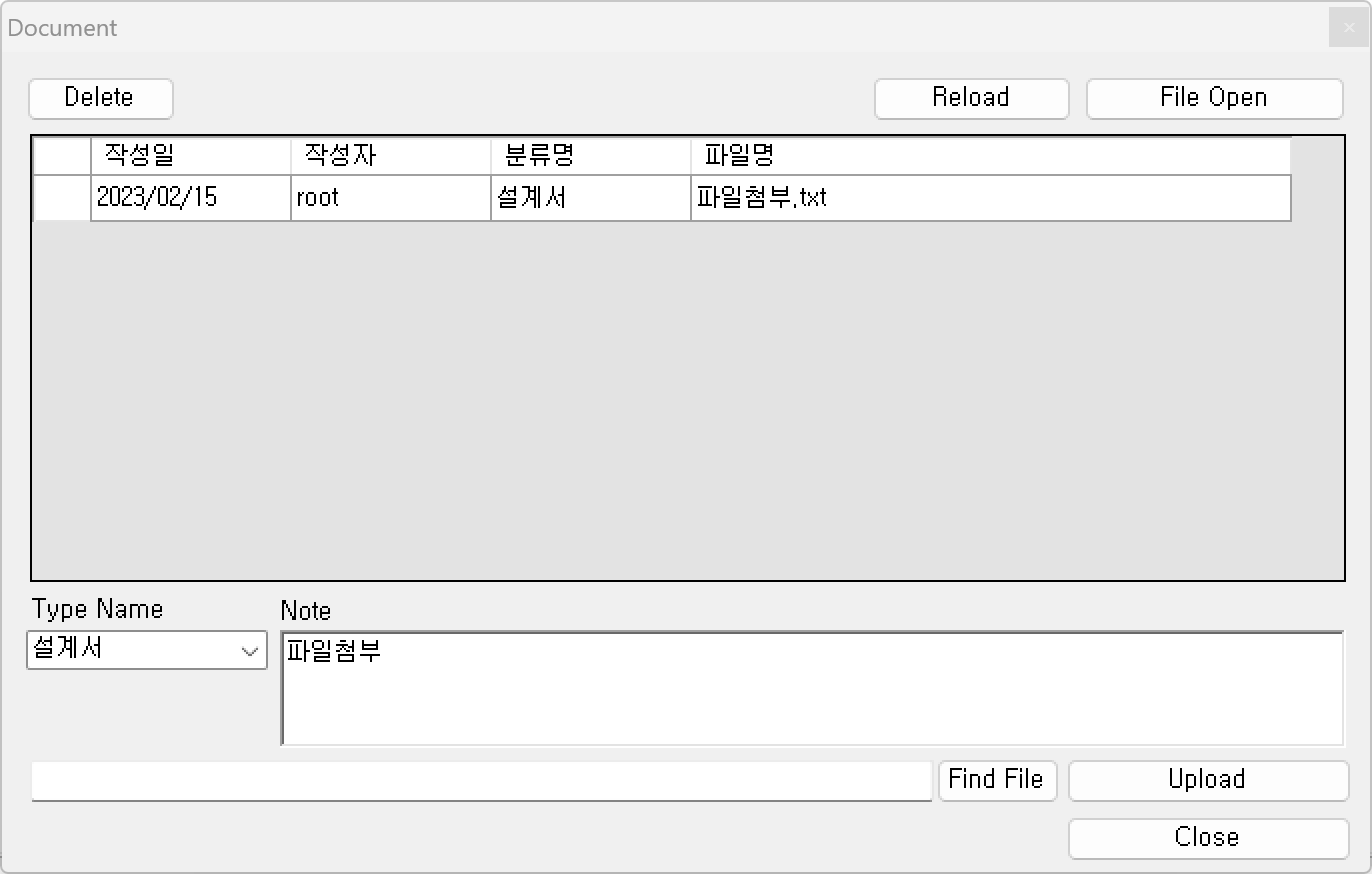 Document
Delete Reload File Open
작성일 작성자 분류명 파일명
2023/02/15 root 설계서 파일첨부.txt
Type Name Note
설계서 파일첨부
Find File Upload
Close